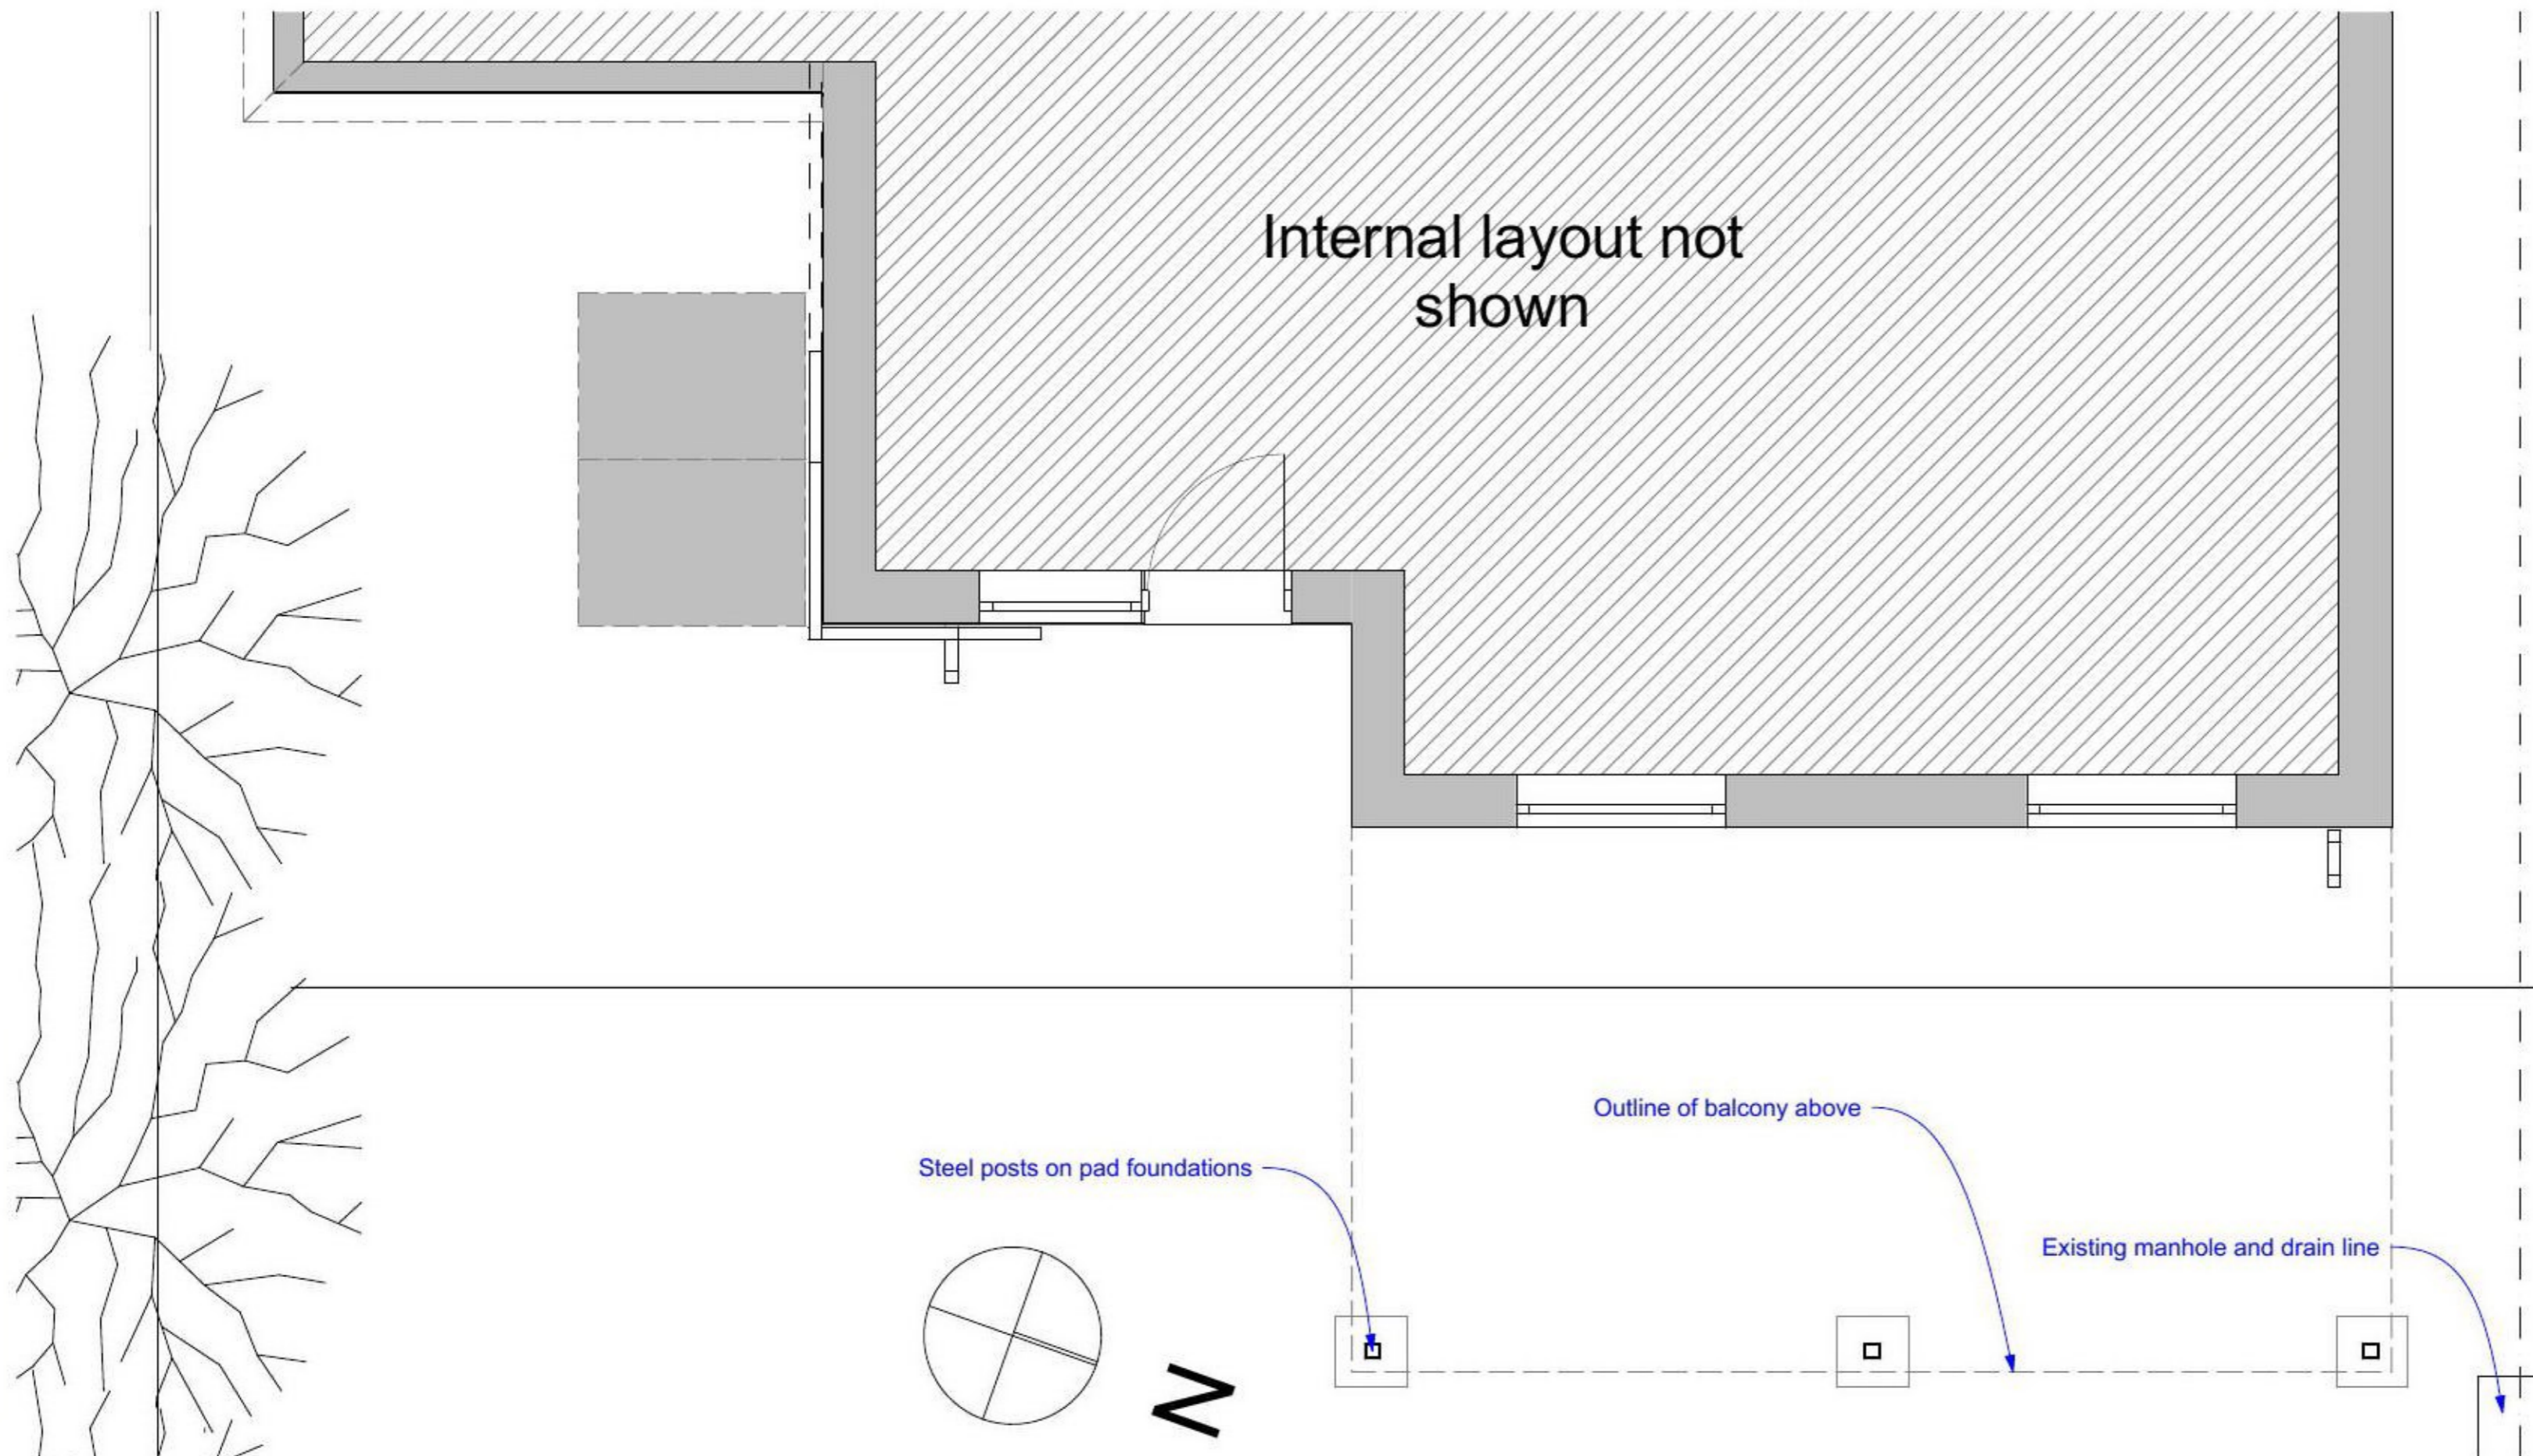 Internal layout not
shown
Outline of balcony above
Steel posts on pad foundations
Existing manhole and drain line
N